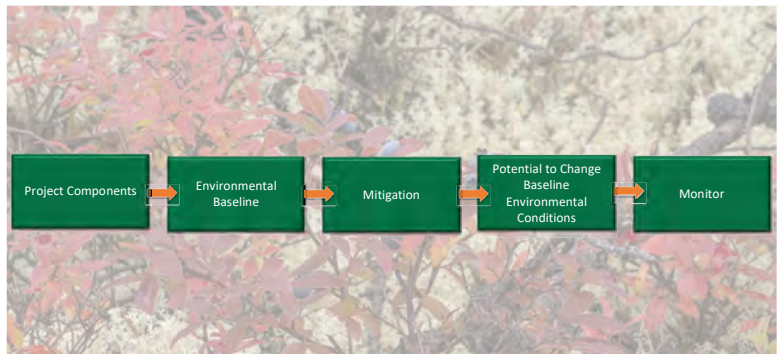 Project Components
Environmental
Baseline
Mitigation
Potential to Change
Baseline
Environmental
Conditions
Monitor